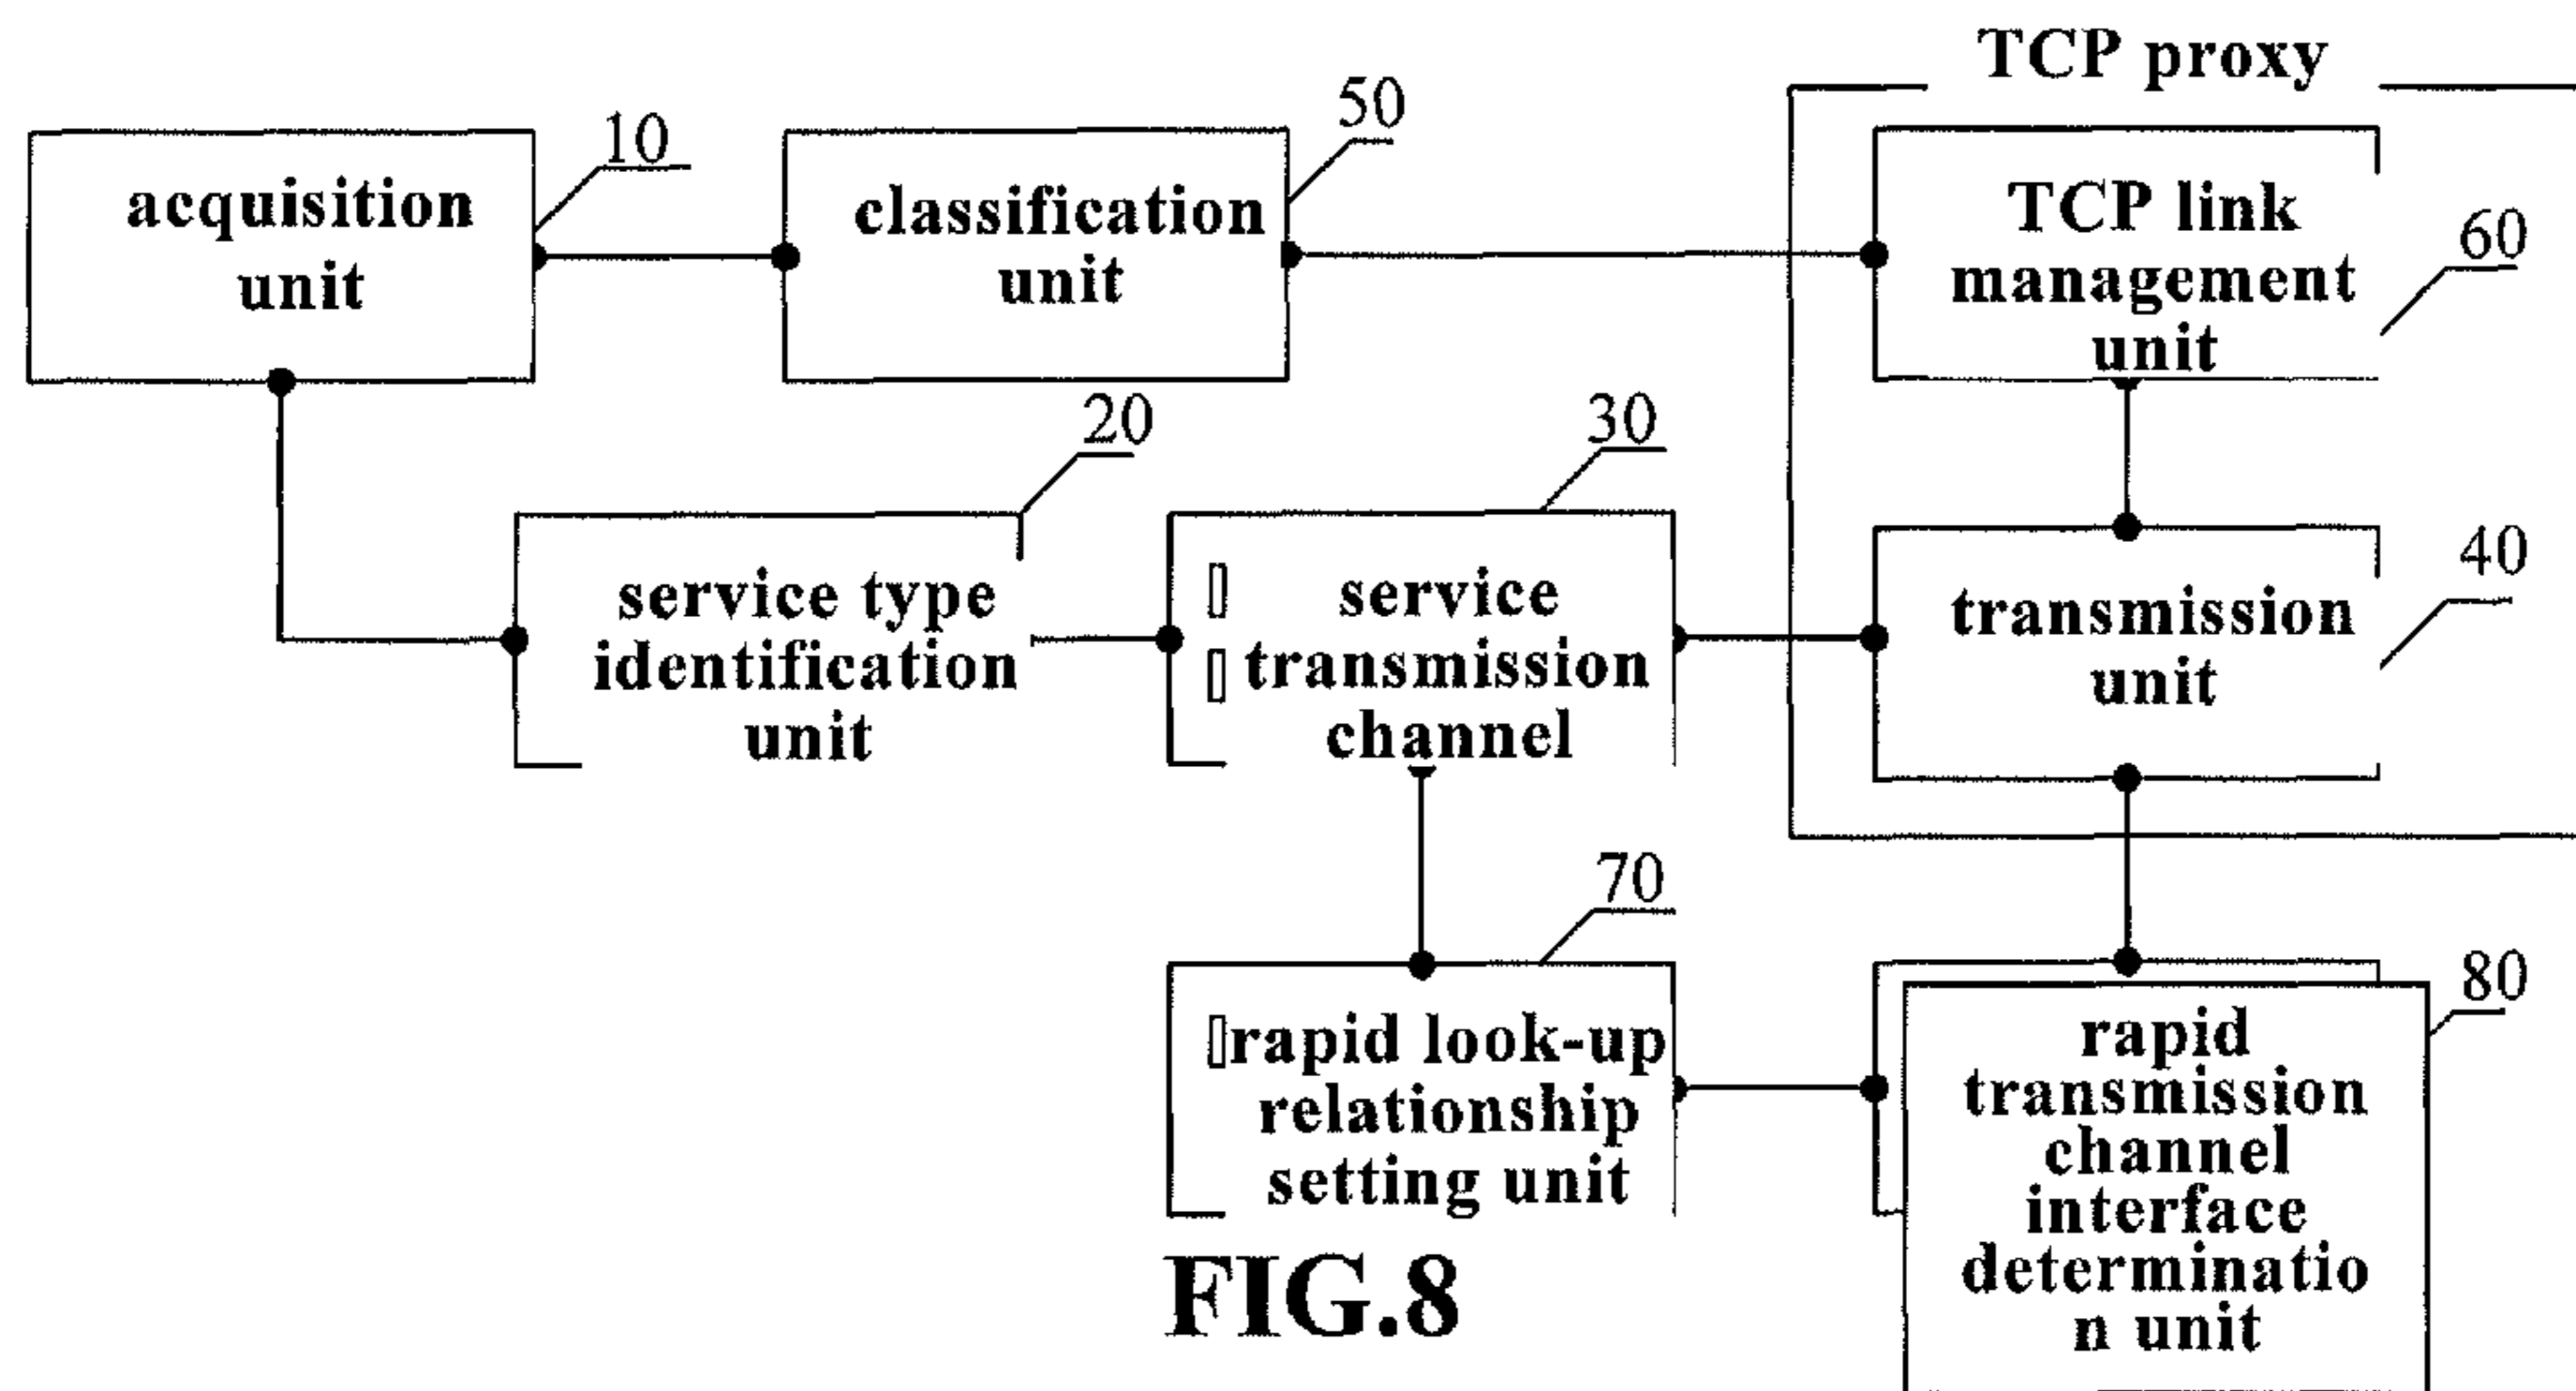 TCP proxy
10
acquisition
unit
50
classification
unit
TCP link
management
unit
60
20
service type
identification
unit
30
service
transmission
channel
40
transmission
unit
70
rapid look-up
relationship
setting unit
80
rapid
transmission
channel
interface
determinatio
n unit
FIG.8